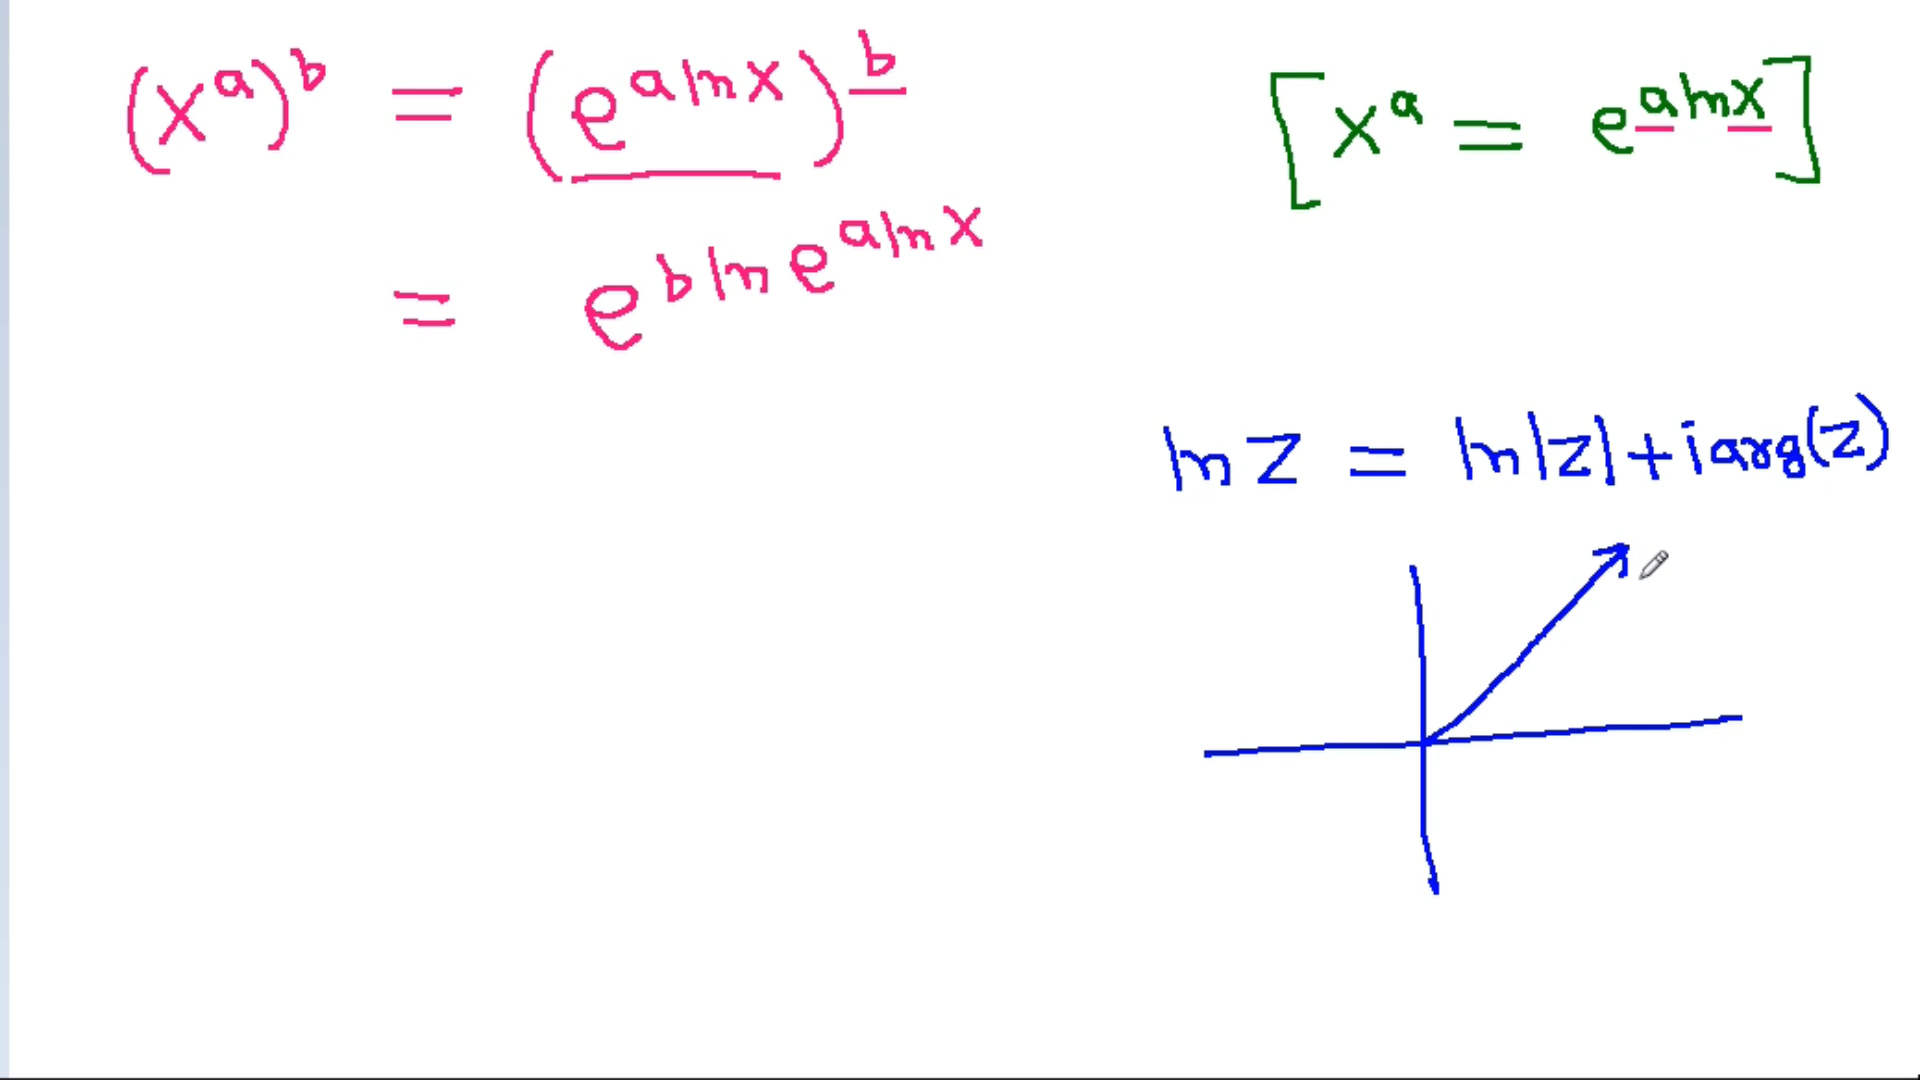 (x^a)^b = (e^{a ln x})^b
[x^a = e^{a ln x}]
= e^{b ln e^{a ln x}}
ln z = ln|z| + i arg(z)